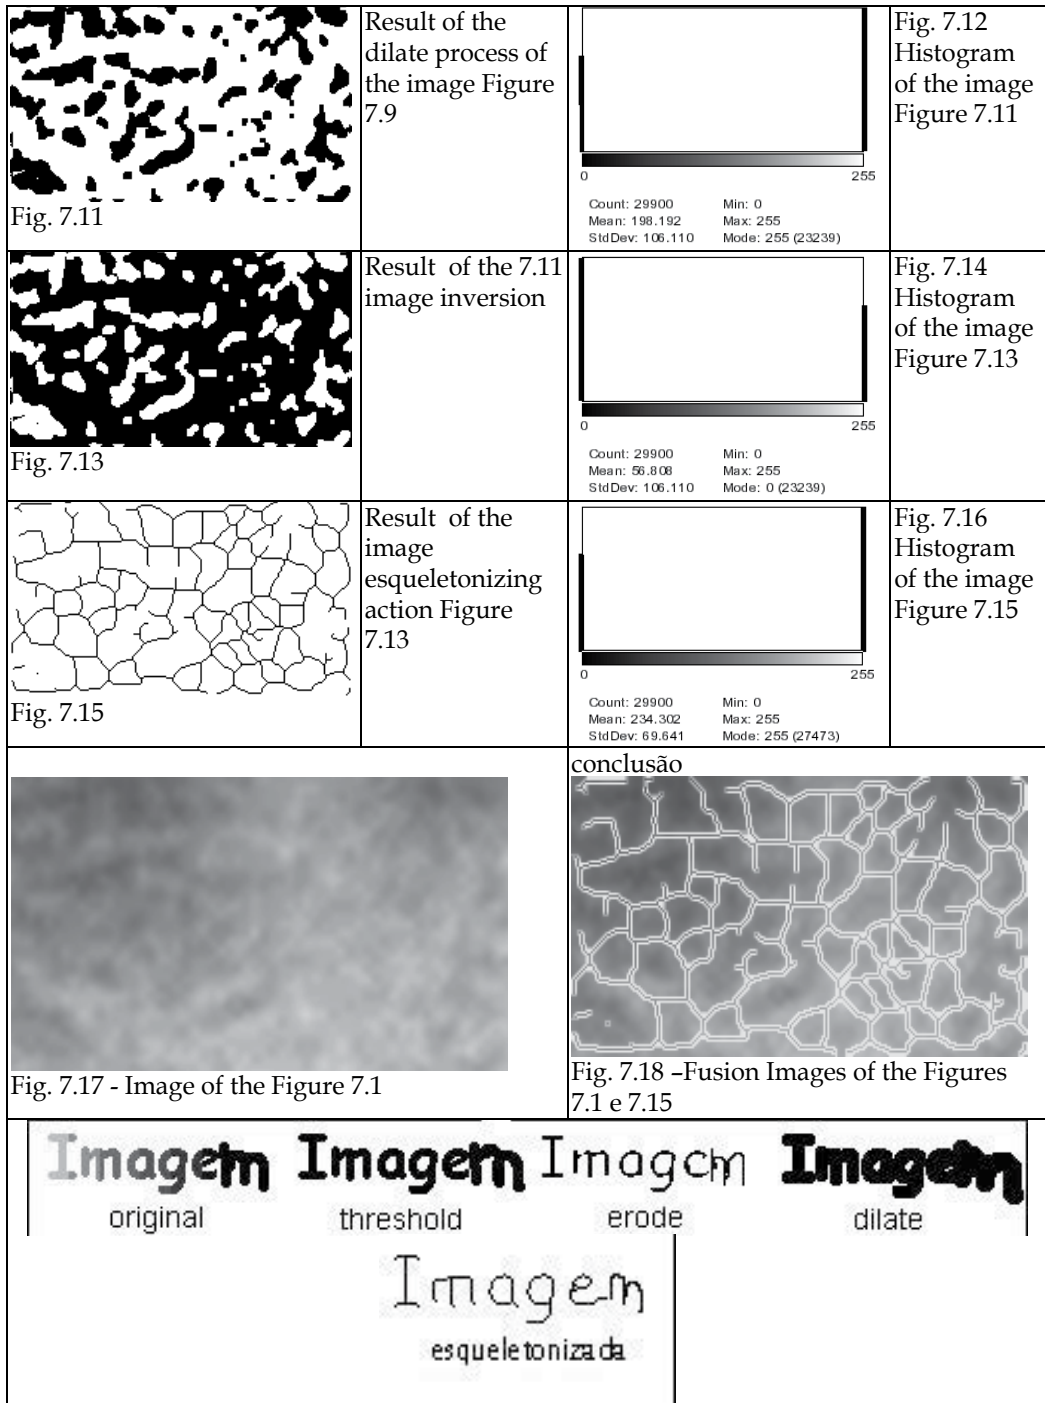 Fig. 7.11
Result of the
dilate process of
the image Figure
7.9
0
255
Count: 29900 Min: 0
Mean: 198.192 Max: 255
StdDev: 106.110 Mode: 255 (23239)
Fig. 7.12
Histogram
of the image
Figure 7.11
Fig. 7.13
Result of the 7.11
image inversion
0
255
Count: 29900 Min: 0
Mean: 56.808 Max: 255
StdDev: 106.110 Mode: 0 (23239)
Fig. 7.14
Histogram
of the image
Figure 7.13
Fig. 7.15
Result of the
image
esqueletonizing
action Figure
7.13
0
255
Count: 29900 Min: 0
Mean: 234.302 Max: 255
StdDev: 69.641 Mode: 255 (27473)
Fig. 7.16
Histogram
of the image
Figure 7.15
Fig. 7.17 - Image of the Figure 7.1
conclusão
Fig. 7.18 –Fusion Images of the Figures
7.1 e 7.15
Imagem Imagem Imagem Imagem
original threshold erode dilate
Imagem
esqueletonizada